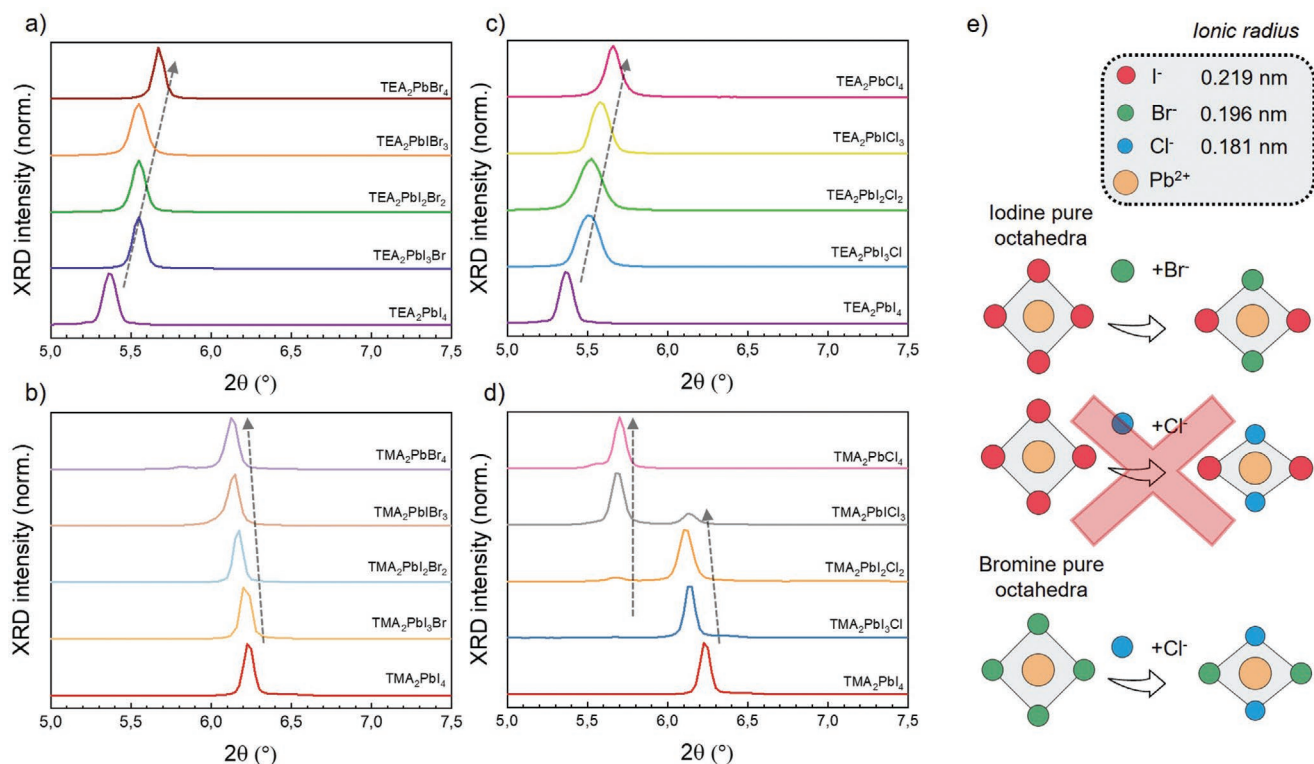 a)
XRD intensity (norm.)
TEA₂PbBr₄
TEA₂PbIBr₃
TEA₂PbI₂Br₂
TEA₂PbI₃Br
TEA₂PbI₄
5,0 5,5 6,0 6,5 7,0 7,5
2θ (°)
b)
XRD intensity (norm.)
TMA₂PbBr₄
TMA₂PbIBr₃
TMA₂PbI₂Br₂
TMA₂PbI₃Br
TMA₂PbI₄
5,0 5,5 6,0 6,5 7,0 7,5
2θ (°)
c)
XRD intensity (norm.)
TEA₂PbCl₄
TEA₂PbICl₃
TEA₂PbI₂Cl₂
TEA₂PbI₃Cl
TEA₂PbI₄
5,0 5,5 6,0 6,5 7,0 7,5
2θ (°)
d)
XRD intensity (norm.)
TMA₂PbCl₄
TMA₂PbICl₃
TMA₂PbI₂Cl₂
TMA₂PbI₃Cl
TMA₂PbI₄
5,0 5,5 6,0 6,5 7,0 7,5
2θ (°)
e)
Ionic radius
I⁻ 0.219 nm
Br⁻ 0.196 nm
Cl⁻ 0.181 nm
Pb²⁺
Iodine pure
octahedra
+Br⁻
+Cl⁻
Bromine pure
octahedra
+Cl⁻